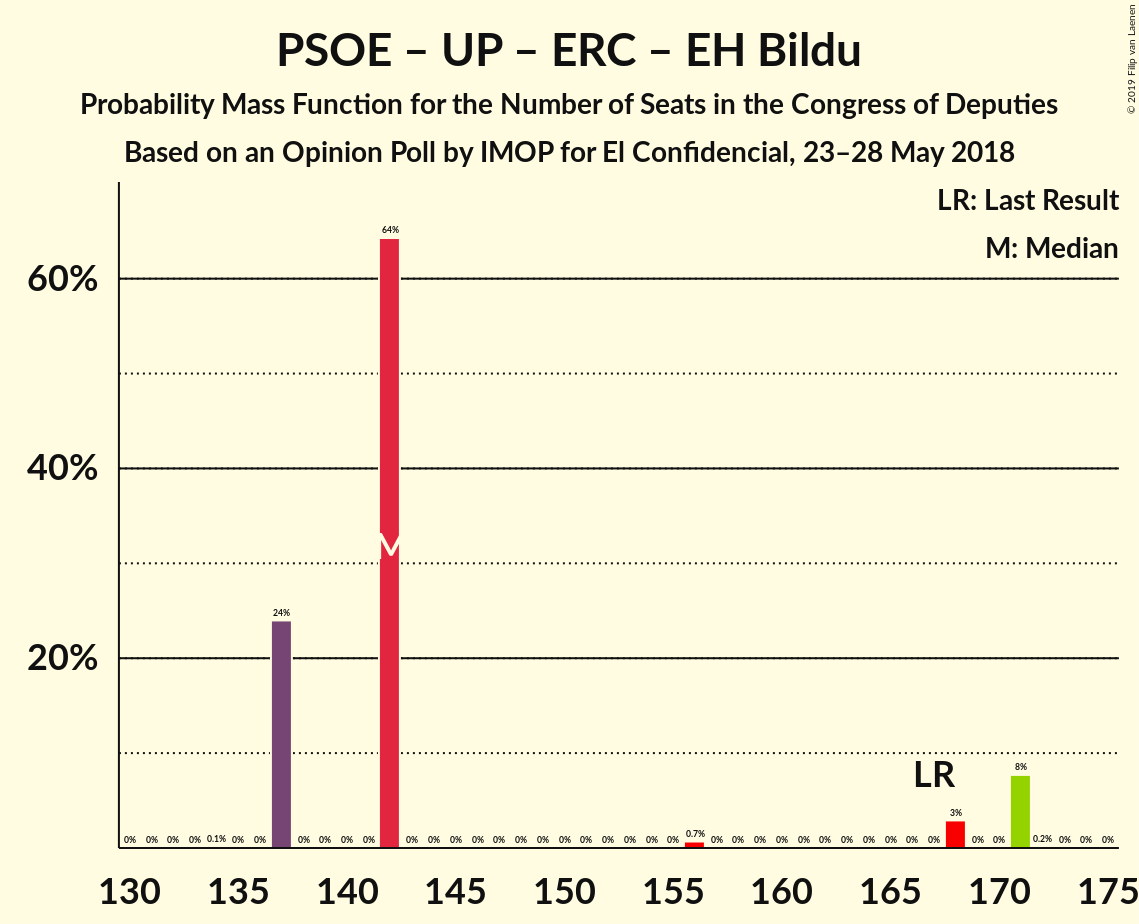 PSOE – UP – ERC – EH Bildu
Probability Mass Function for the Number of Seats in the Congress of Deputies
Based on an Opinion Poll by IMOP for El Confidencial, 23–28 May 2018
© 2019 Filip van Laenen
LR: Last Result
M: Median
60%
40%
20%
0% 0% 0% 0% 0.1% 0% 0% 24% 0% 0% 0% 0% 64% 0% 0% 0% 0% 0% 0% 0% 0% 0% 0% 0% 0% 0% 0.7% 0% 0% 0% 0% 0% 0% 0% 0% 0% 0% 0% 3% 0% 0% 8% 0.2% 0% 0% 0%
M
LR
130 135 140 145 150 155 160 165 170 175